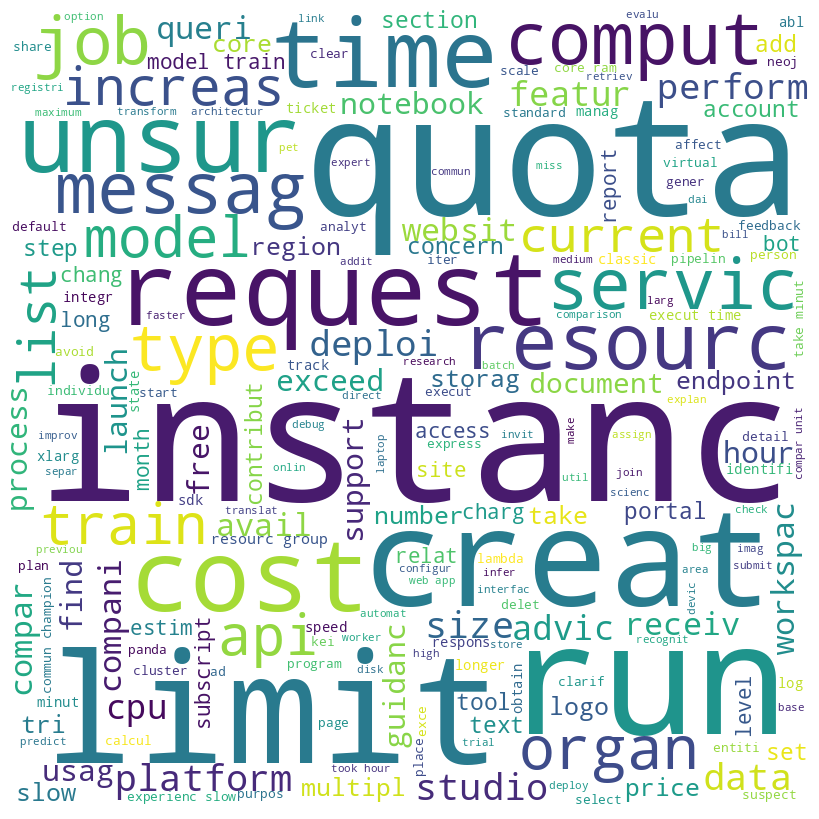 option
link
section
evalu
abl
share
job
queri
core
time
clear
comput
add
neoj
model train
scale
core ram
retriev
registri
increas
notebook
featur
perform
maximum
transform
architectur
ticket
standard
manag
account
unsur
pet
quota
expert
commun
miss
affect
virtual
gener
dai
report
messag
default
analyt
websit
current
feedback
bill
bot
step
model
region
concern
addit
iter
medium
classic
pipelin
person
list
chang
integr
faster
request
servic
larg
long
type
deploi
comparison
execut time
take minut
avoid
track
research
resourc
batch
individu
state
start
exceed
storag
document
endpoint
explan
process
launch
month
contribut
execut
direct
instanc
improv
debug
access
invit
make
assign
compar unit
hour
detail
xlarg
separ
free
support
onlin
laptop
express
site
util
join
scienc
identifi
sdk
translat
train
avail
number
charg
take
portal
check
workspac
previou
resourc group
relat
lambda
big
imag
plan
cost
configur
web app
infer
interfac
creat
area
submit
devic
delet
commun champion
compar
find
compani
estim
api
speed
automat
size
advic
receiv
recognit
kei
worker
respons
store
panda
cluster
subscript
ad
program
disk
guidanc
high
longer
limit
run
minut
cpu
tool
obtain
clarif
level
log
tri
page
text
logo
base
predict
calcul
exce
place
trial
organ
entiti
set
slow
usag
platform
took hour
studio
deploy
price
data
experienc slow
purpos
multipl
select
suspect